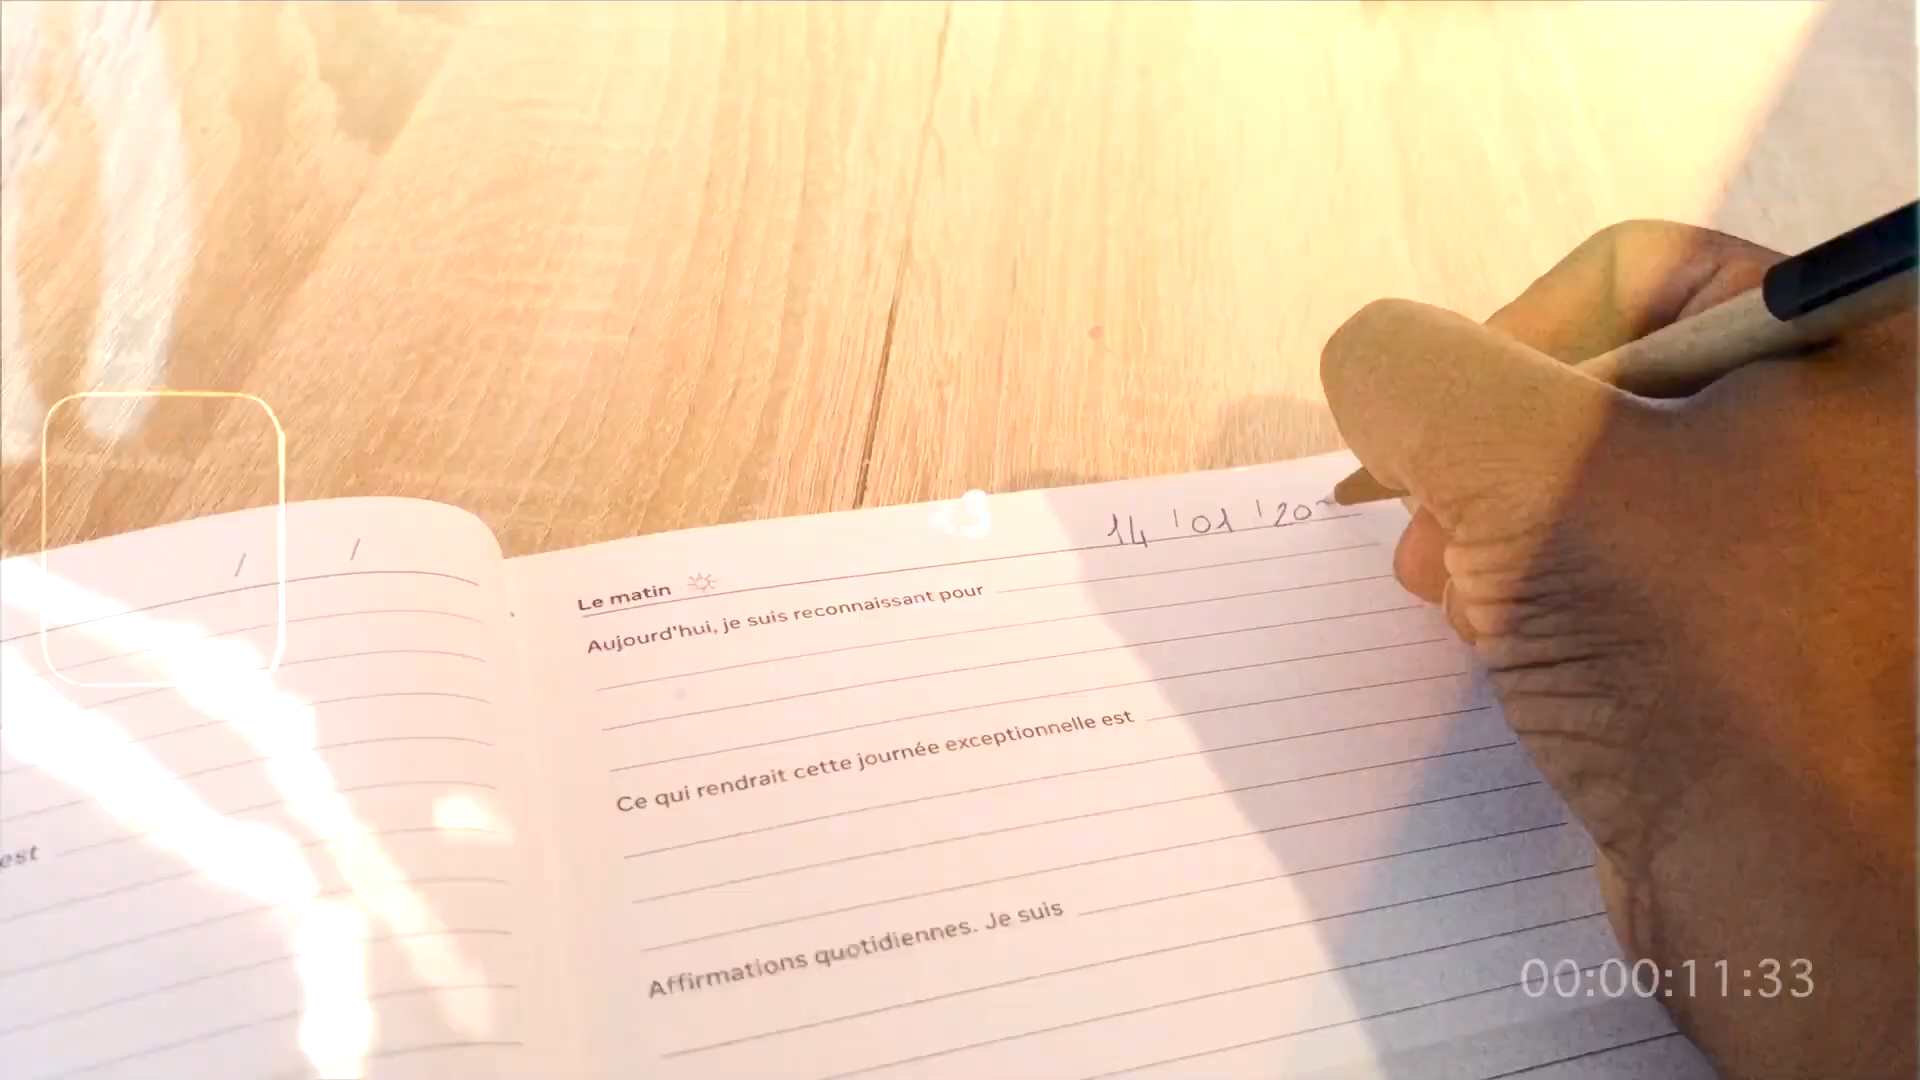 14/01/20
Le matin
Aujourd'hui, je suis reconnaissant pour
Ce qui rendrait cette journée exceptionnelle est
Affirmations quotidiennes. Je suis
/ /
est
00:00:11:33